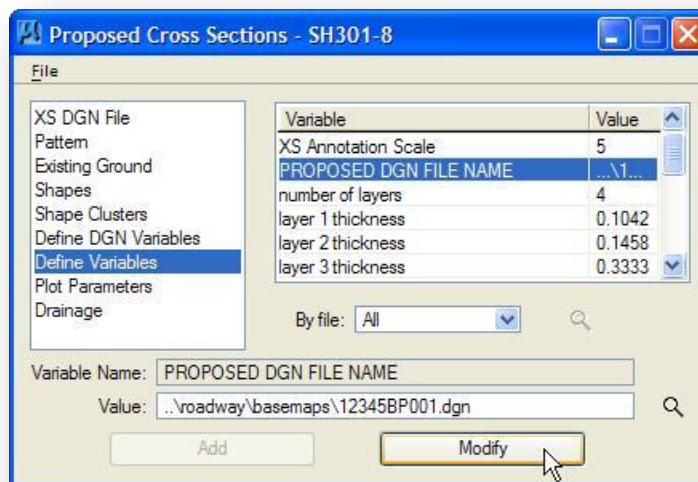 Proposed Cross Sections - SH301-8
File
XS DGN File
Pattern
Existing Ground
Shapes
Shape Clusters
Define DGN Variables
Define Variables
Plot Parameters
Drainage
Variable Value
XS Annotation Scale 5
PROPOSED DGN FILE NAME ...\1...
number of layers 4
layer 1 thickness 0.1042
layer 2 thickness 0.1458
layer 3 thickness 0.3333
By file: All
Variable Name: PROPOSED DGN FILE NAME
Value: ..\roadway\basemaps\12345BP001.dgn
Add Modify